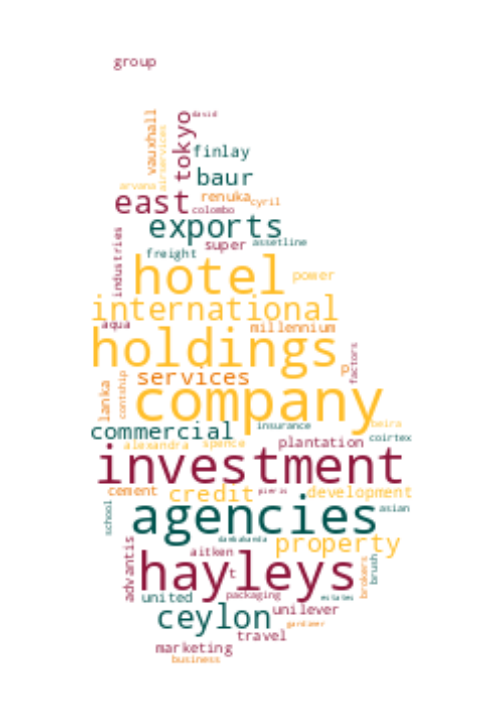 group
david
vauxhall
airservices
tokyo
finlay
baur
arvana
renuka
cyril
east
colombo
exports
super
assetline
industries
freight
hotel
power
international
aqua
millennium
holdings
factors
p
services
contship
lanka
company
beira
insurance
commercial
coirtex
alexandra
spence
plantation
investment
cement
credit
pieris
development
school
agencies
asian
property
aitken
advantis
hayleys
t
brush
brokers
united
packaging
estates
ceylon
unilever
gardiner
travel
marketing
business